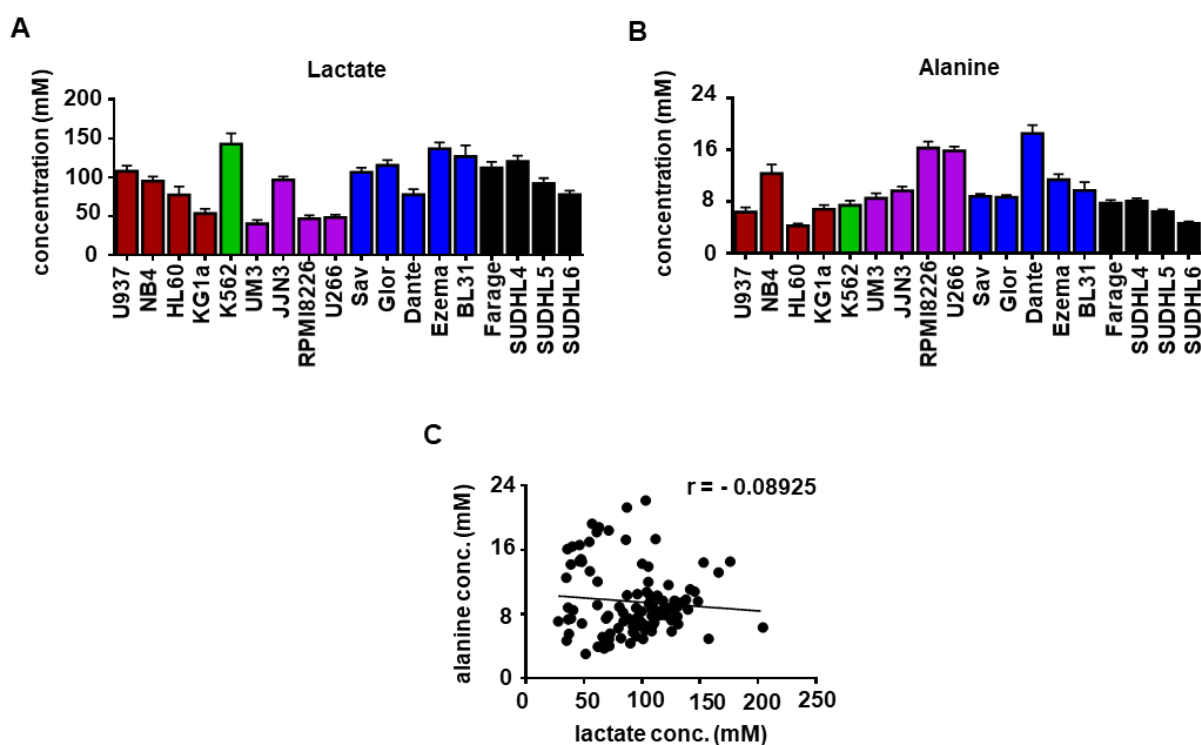 A
Lactate
concentration (mM)
200
150
100
50
0
U937
NB4
HL60
KG1a
K562
UM3
JJN3
RPMI8226
U266
Sav
Glor
Dante
Ezema
BL31
Farage
SUDHL4
SUDHL5
SUDHL6
B
Alanine
concentration (mM)
24
16
8
0
U937
NB4
HL60
KG1a
K562
UM3
JJN3
RPMI8226
U266
Sav
Glor
Dante
Ezema
BL31
Farage
SUDHL4
SUDHL5
SUDHL6
C
r = - 0.08925
alanine conc. (mM)
24
16
8
0
0 50 100 150 200 250
lactate conc. (mM)